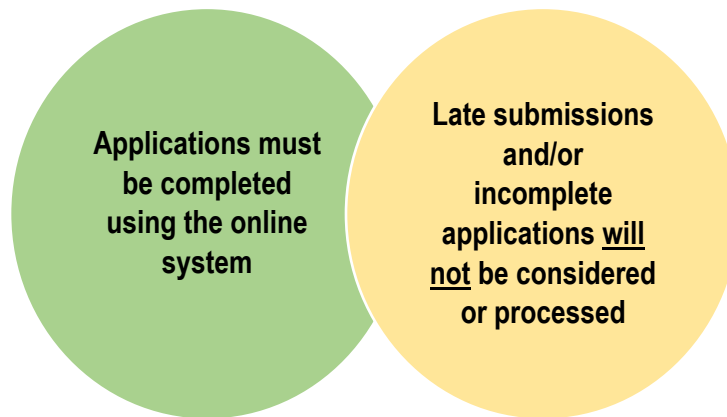 Applications must
be completed
using the online
system
Late submissions
and/or
incomplete
applications will
not be considered
or processed